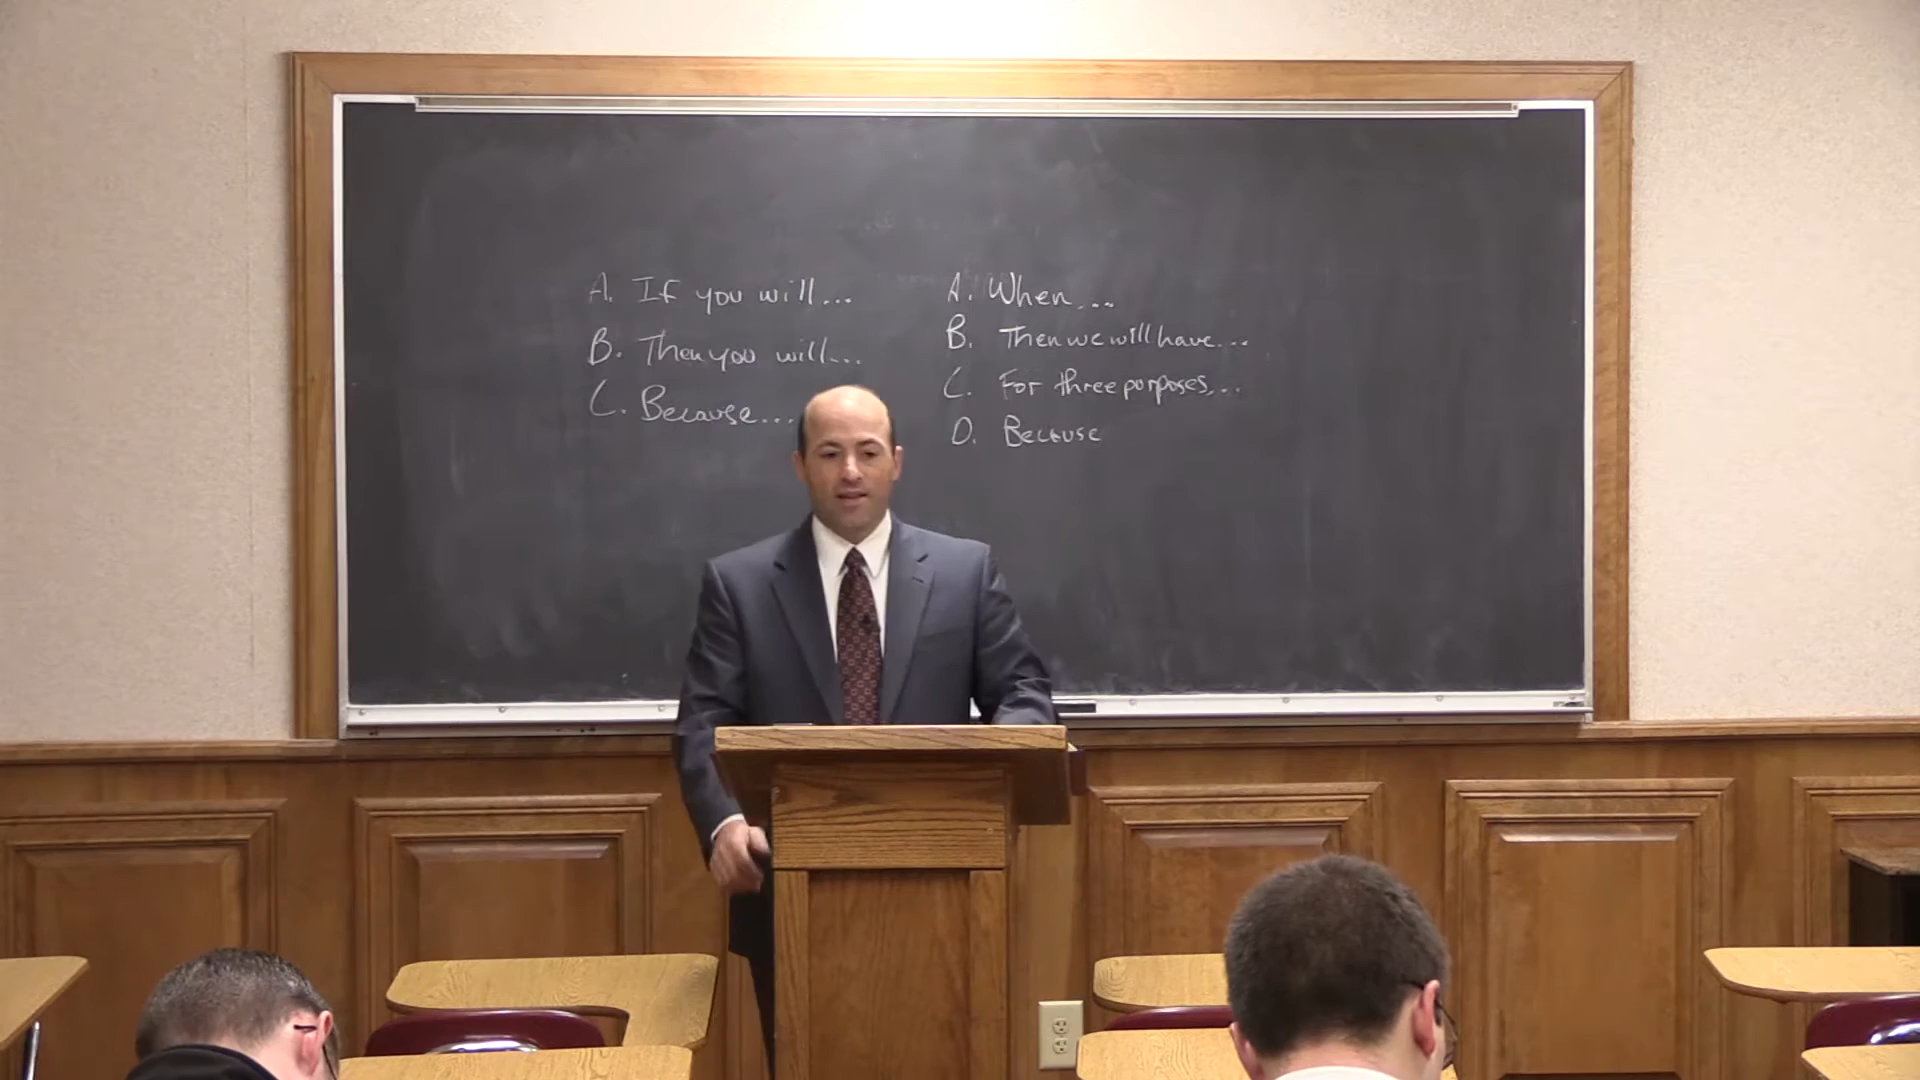 A. If you will...
B. Then you will...
C. Because...
A. When...
B. Then we will have...
C. For three purposes...
D. Because